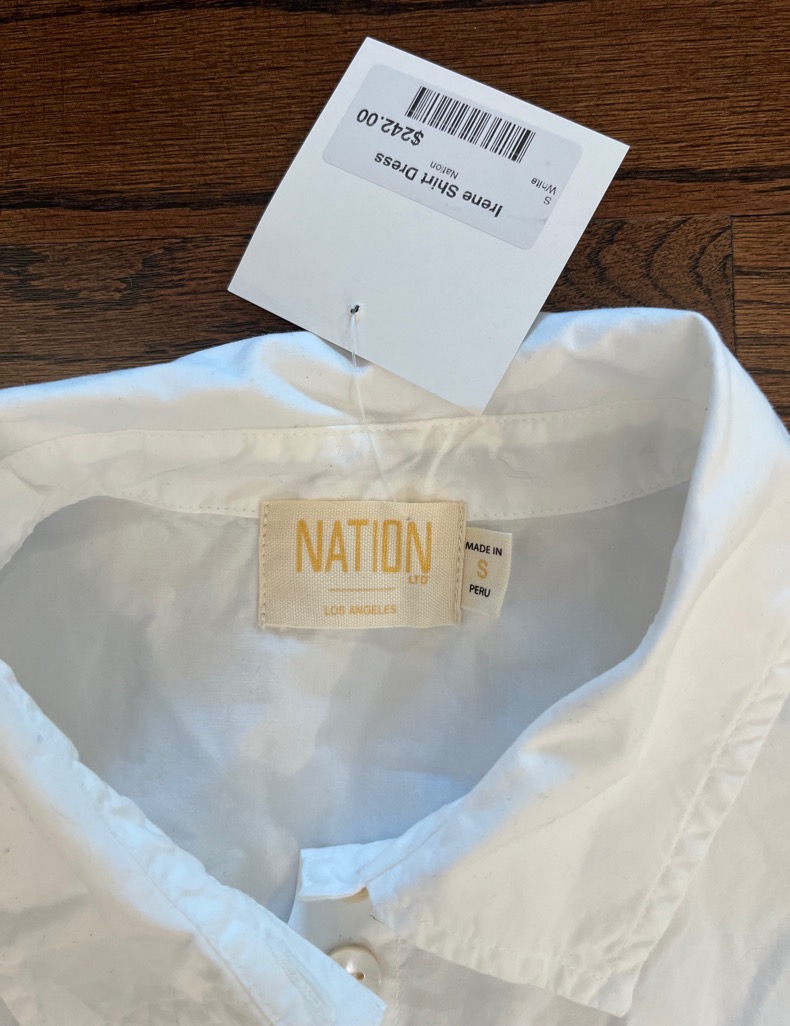 $242.00
Irene Shirt Dress
Nation
White
S
NATION
LTD
LOS ANGELES
MADE IN
S
PERU